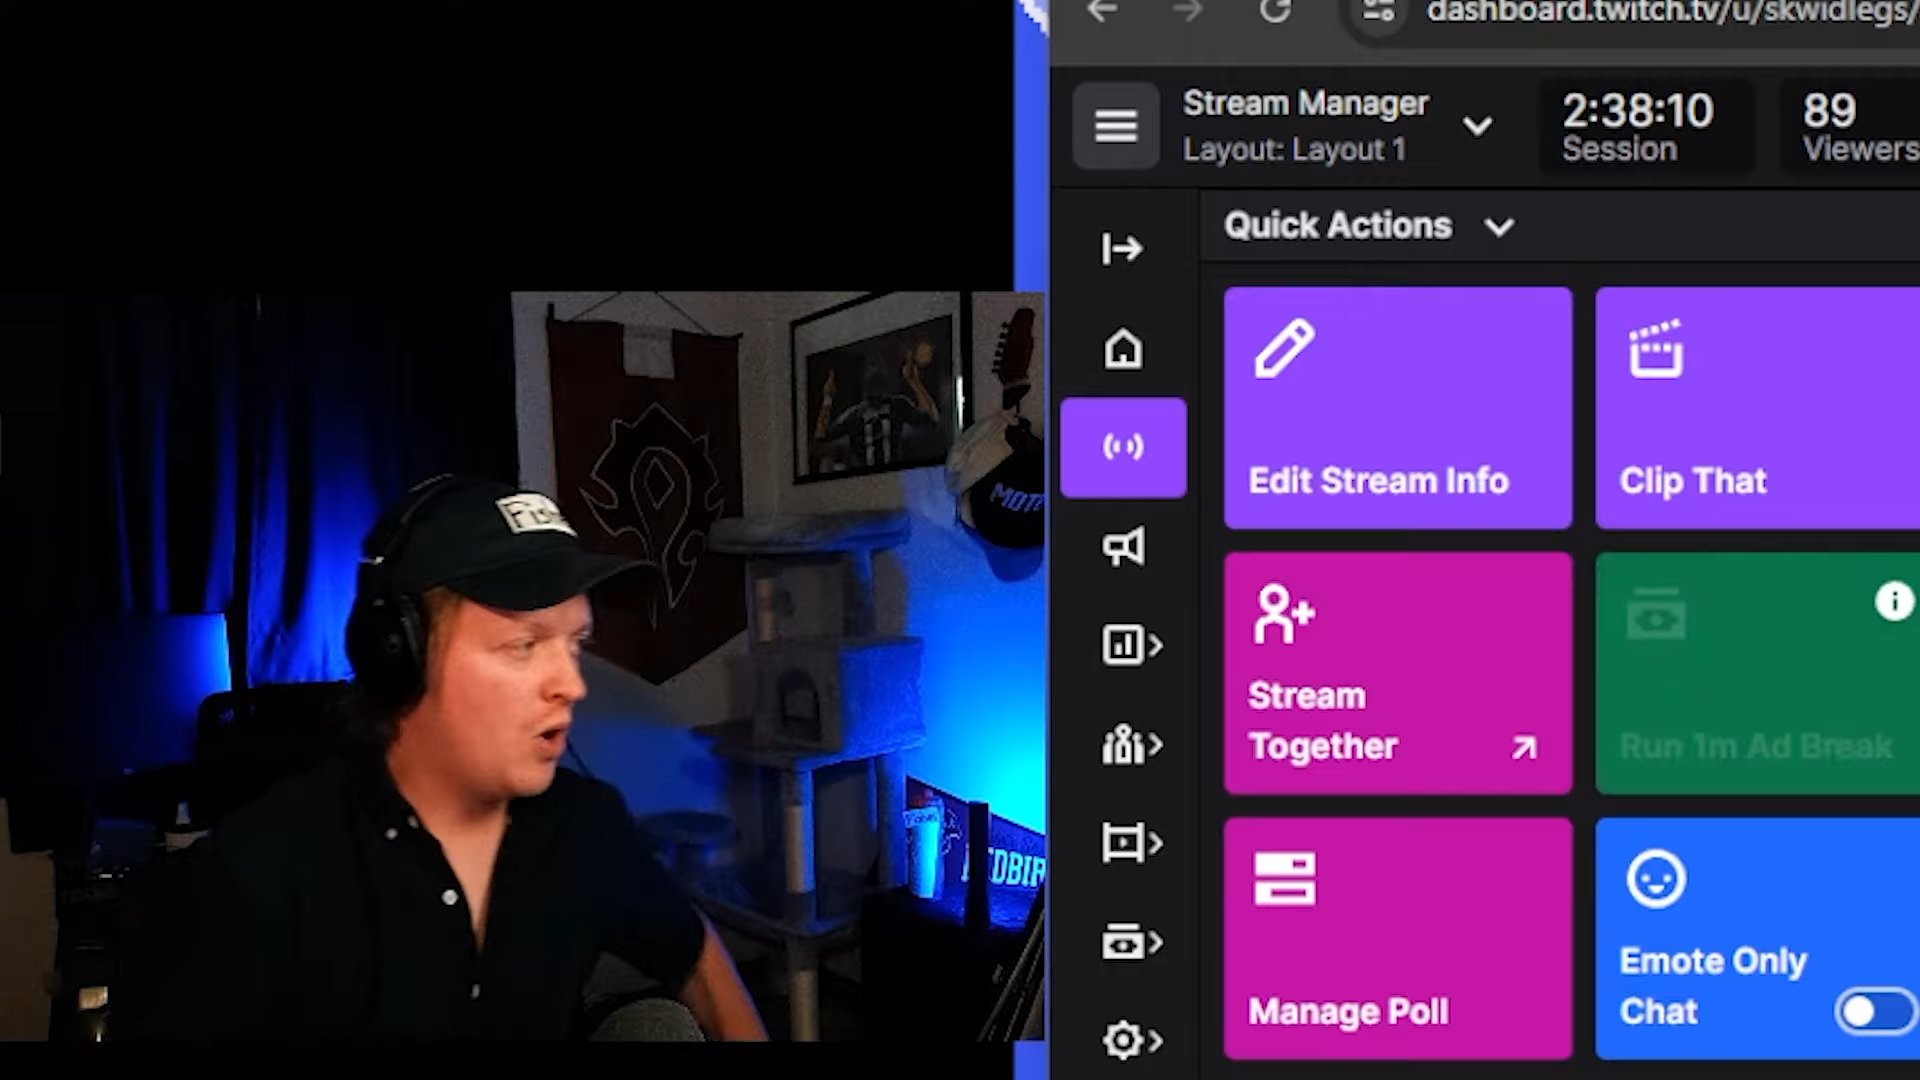 dashboard.twitch.tv/u/skwidlegs/
Stream Manager
Layout: Layout 1
2:38:10
Session
89
Viewers
Quick Actions
Edit Stream Info
Clip That
Stream
Together
Run 1m Ad Break
Manage Poll
Emote Only
Chat